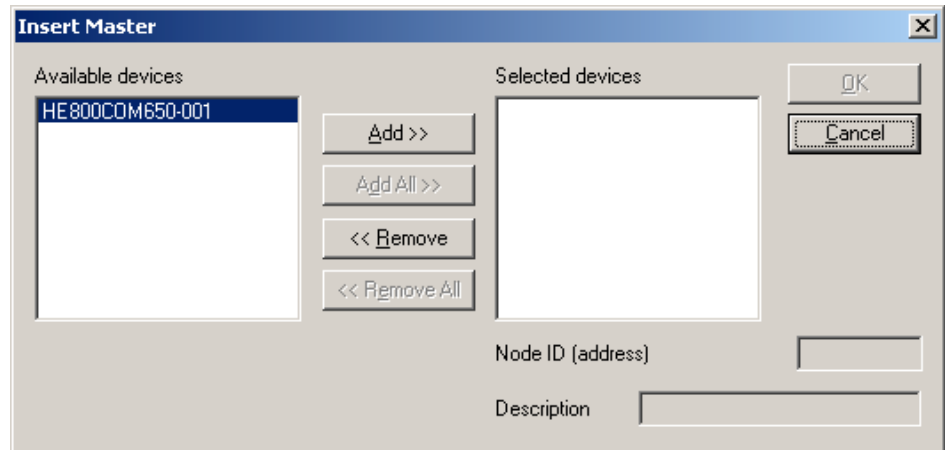 Insert Master
Available devices
HE800COM650-001
Add >>
Add All >>
<< Remove
<< Remove All
Selected devices
OK
Cancel
Node ID (address)
Description